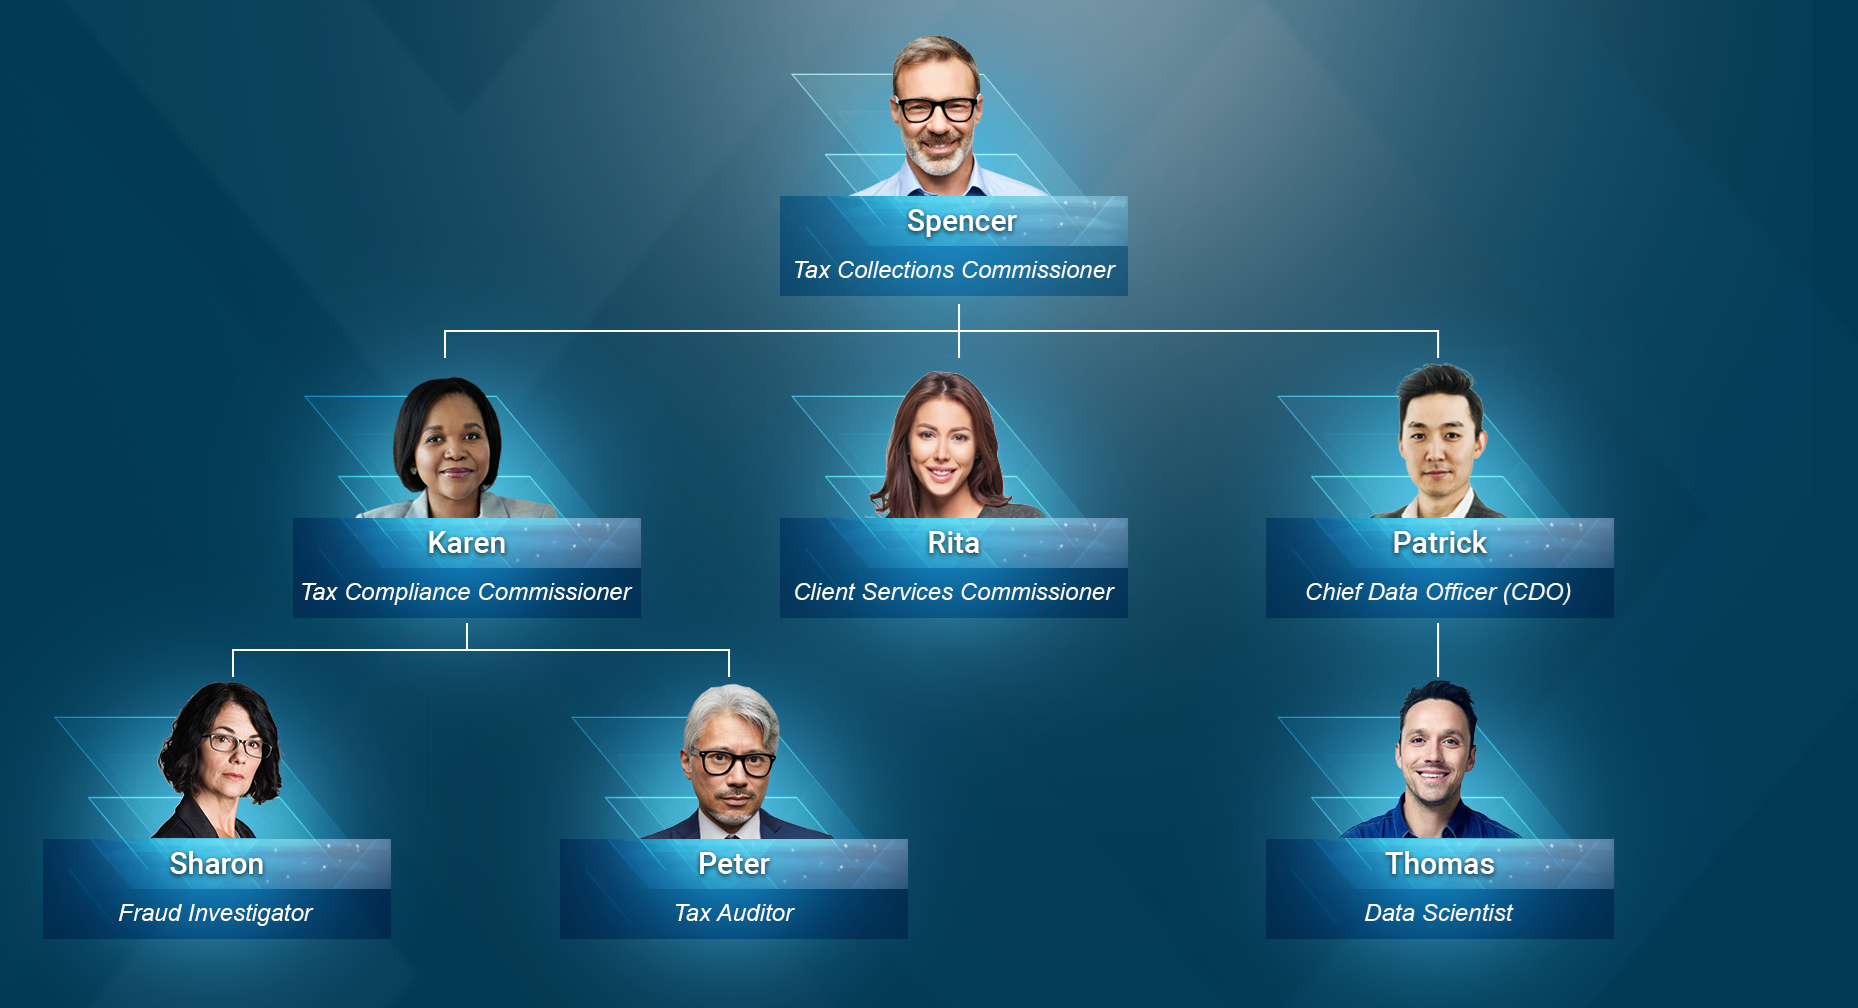 Spencer
Tax Collections Commissioner
Karen
Tax Compliance Commissioner
Rita
Client Services Commissioner
Patrick
Chief Data Officer (CDO)
Sharon
Fraud Investigator
Peter
Tax Auditor
Thomas
Data Scientist